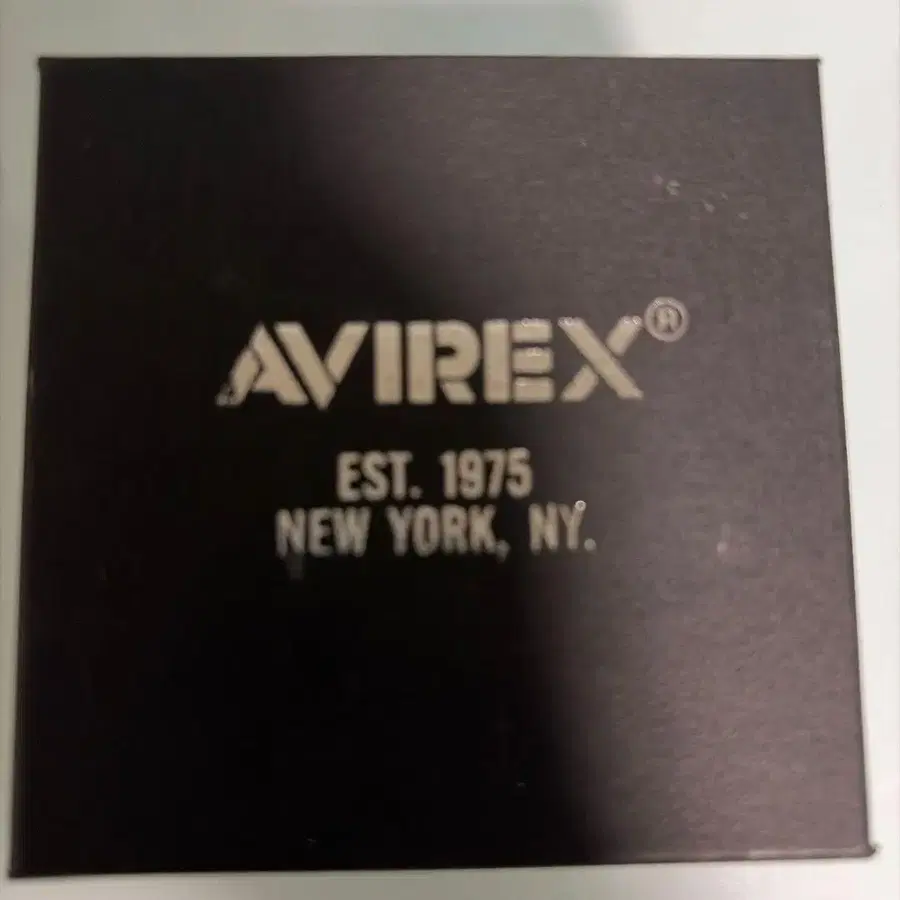 AVIREX®
EST. 1975
NEW YORK, NY.